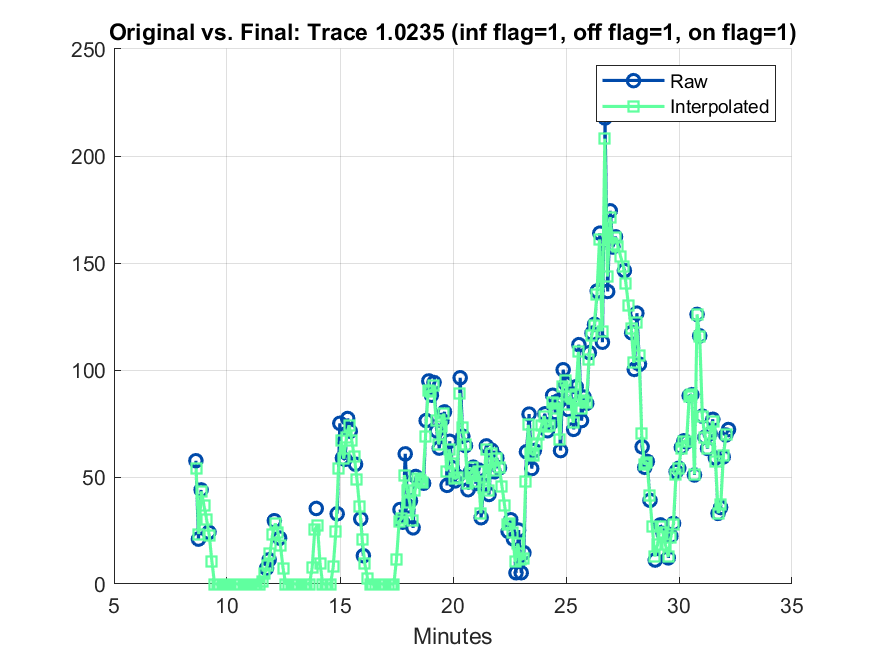 Original vs. Final: Trace 1.0235 (inf flag=1, off flag=1, on flag=1)
250
200
150
100
50
0
Raw
Interpolated
5 10 15 20 25 30 35
Minutes